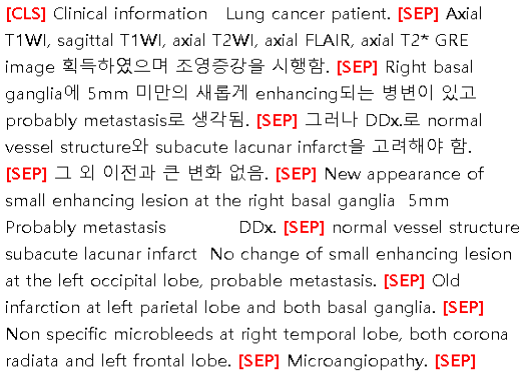 [CLS] Clinical information Lung cancer patient. [SEP] Axial
T1WI, sagittal T1WI, axial T2WI, axial FLAIR, axial T2* GRE
image 획득하였으며 조영증강을 시행함. [SEP] Right basal
ganglia에 5mm 미만의 새롭게 enhancing되는 병변이 있고
probably metastasis로 생각됨. [SEP] 그러나 DDx.로 normal
vessel structure와 subacute lacunar infarct을 고려해야 함.
[SEP] 그 외 이전과 큰 변화 없음. [SEP] New appearance of
small enhancing lesion at the right basal ganglia 5mm
Probably metastasis DDx. [SEP] normal vessel structure
subacute lacunar infarct No change of small enhancing lesion
at the left occipital lobe, probable metastasis. [SEP] Old
infarction at left parietal lobe and both basal ganglia. [SEP]
Non specific microbleeds at right temporal lobe, both corona
radiata and left frontal lobe. [SEP] Microangiopathy. [SEP]